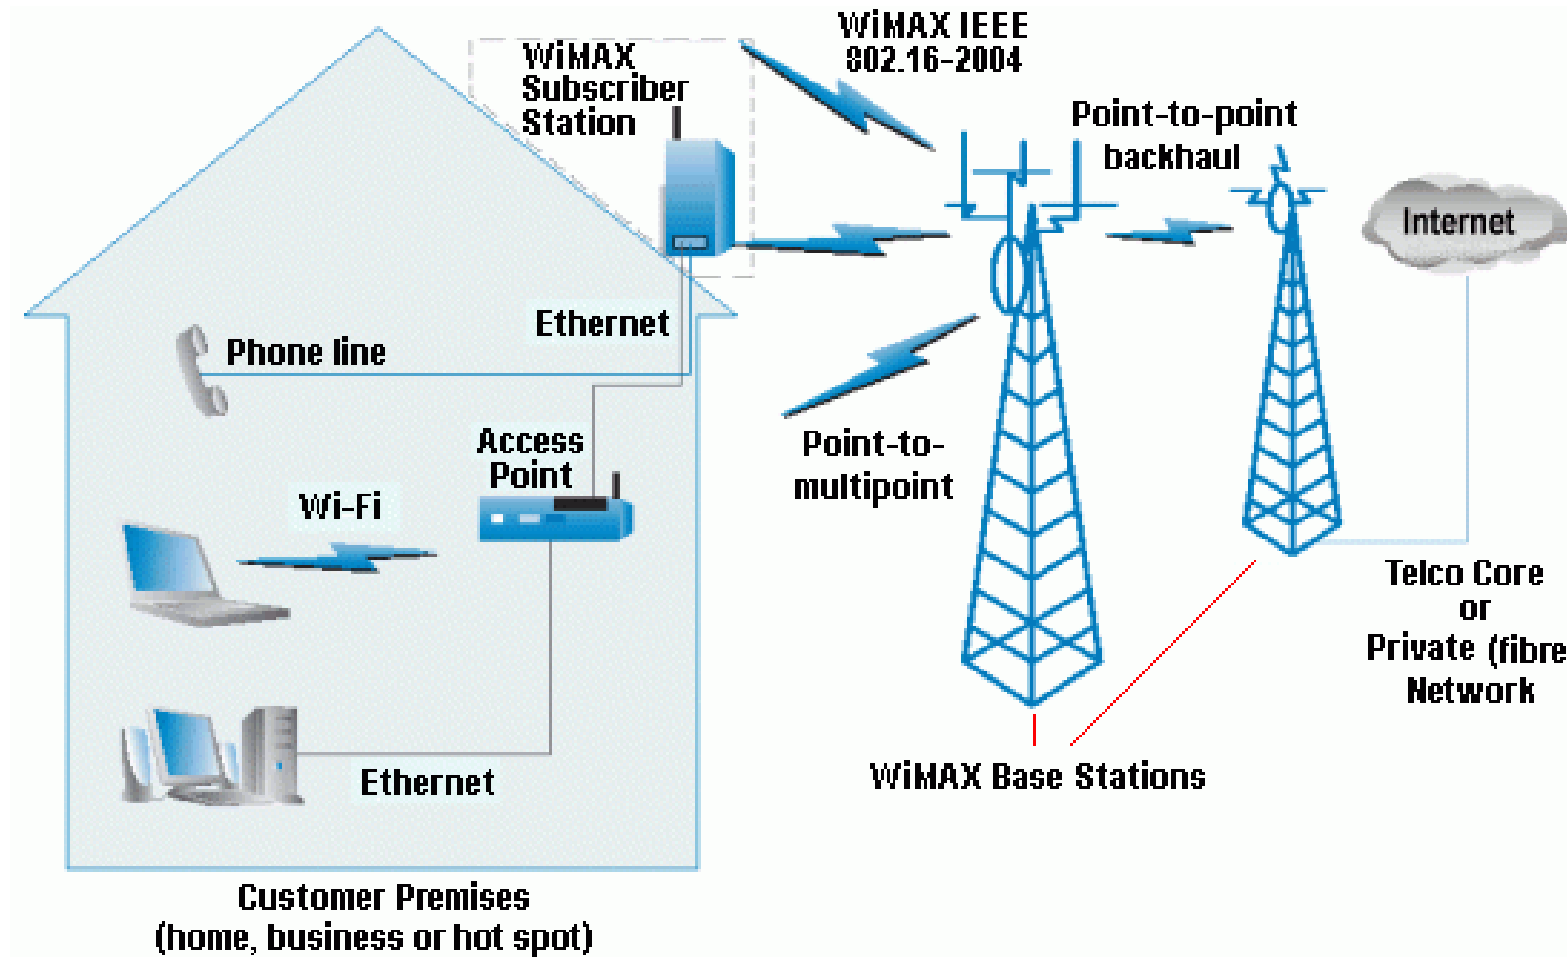 WiMAX IEEE
802.16-2004
WiMAX
Subscriber
Station
Point-to-point
backhaul
Internet
Ethernet
Phone line
Access
Point
Wi-Fi
Point-to-
multipoint
Telco Core
or
Private (fibre
Network
WiMAX Base Stations
Ethernet
Customer Premises
(home, business or hot spot)